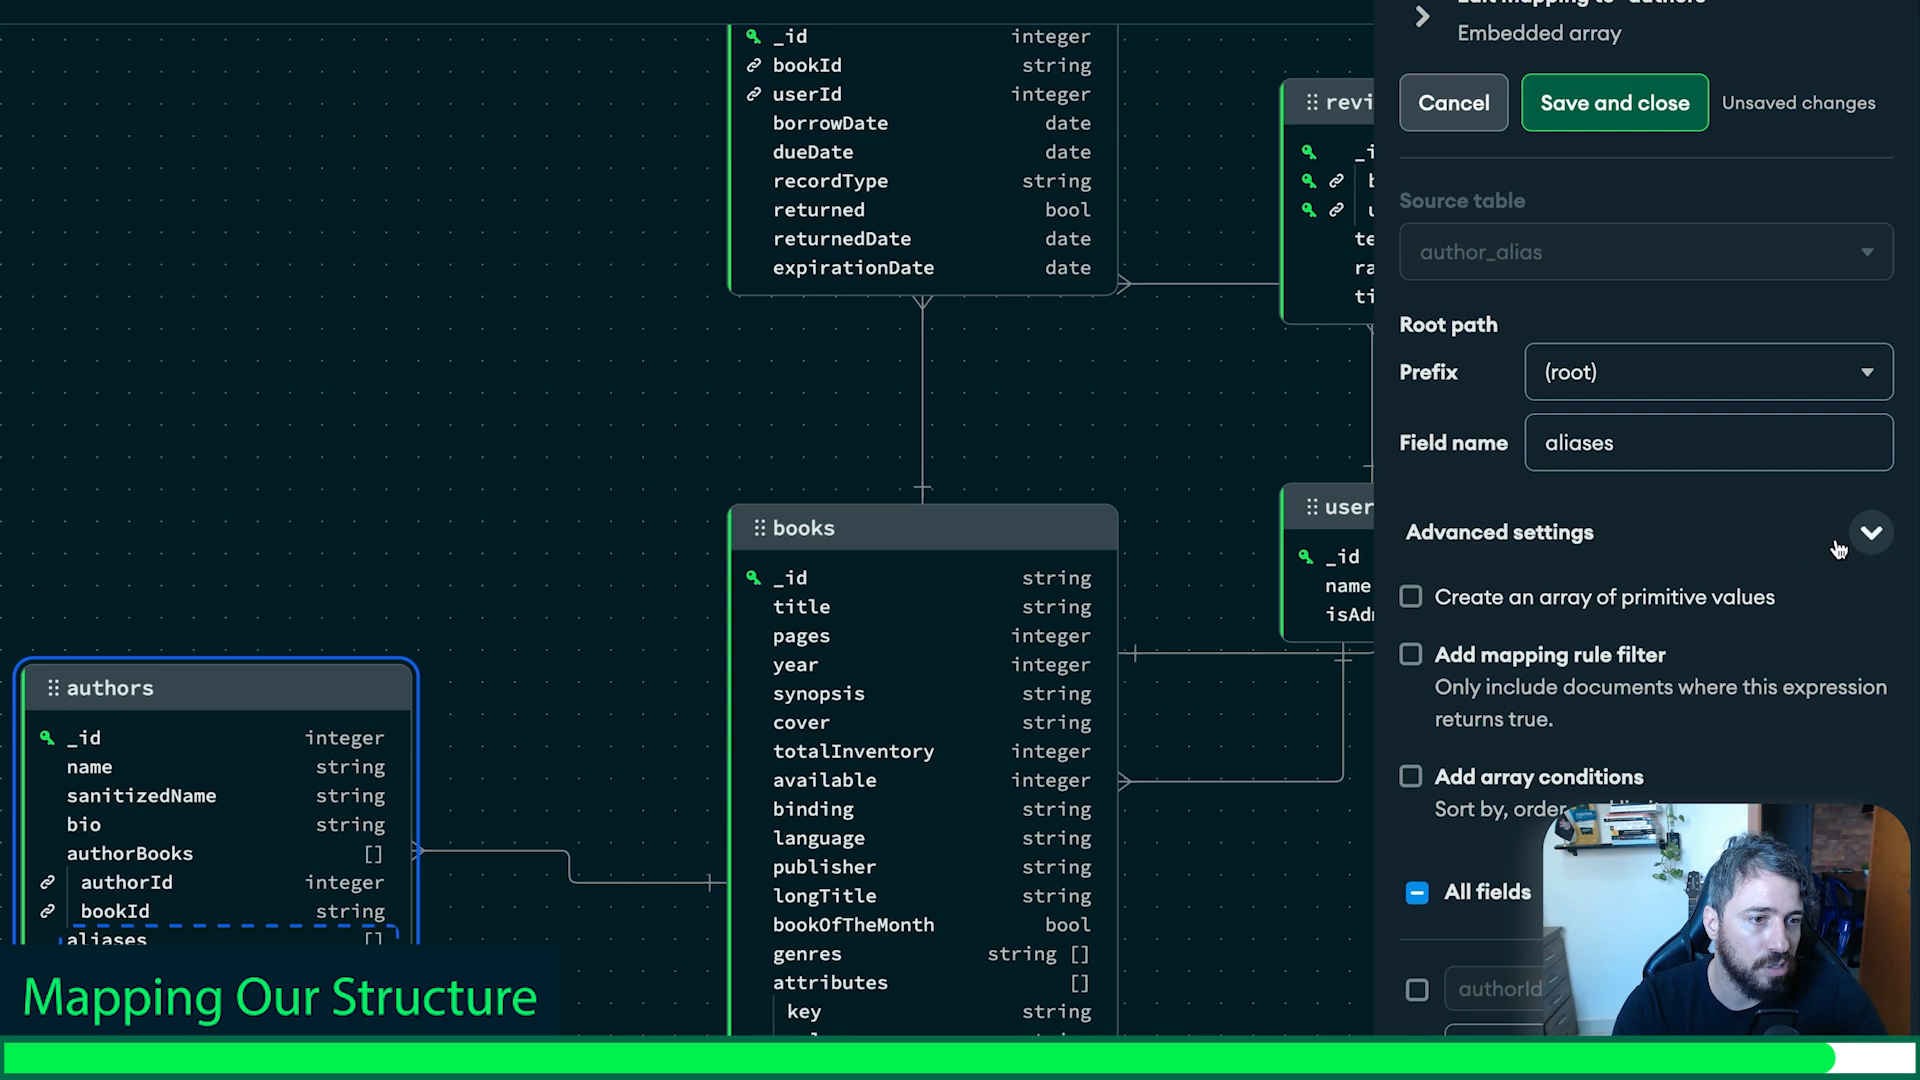 _id integer
bookId string
userId integer
borrowDate date
dueDate date
recordType string
returned bool
returnedDate date
expirationDate date
books
_id string
title string
pages integer
year integer
synopsis string
cover string
totalInventory integer
available integer
binding string
language string
publisher string
longTitle string
bookOfTheMonth bool
genres string []
attributes []
key string
authors
_id integer
name string
sanitizedName string
bio string
authorBooks []
authorId integer
bookId string
aliases []
revi
_i
te
ra
ti
user
_id
name
isAd
Embedded array
Cancel
Save and close
Unsaved changes
Source table
author_alias
Root path
Prefix
(root)
Field name
aliases
Advanced settings
Create an array of primitive values
Add mapping rule filter
Only include documents where this expression
returns true.
Add array conditions
Sort by, order
All fields
authorId
Mapping Our Structure